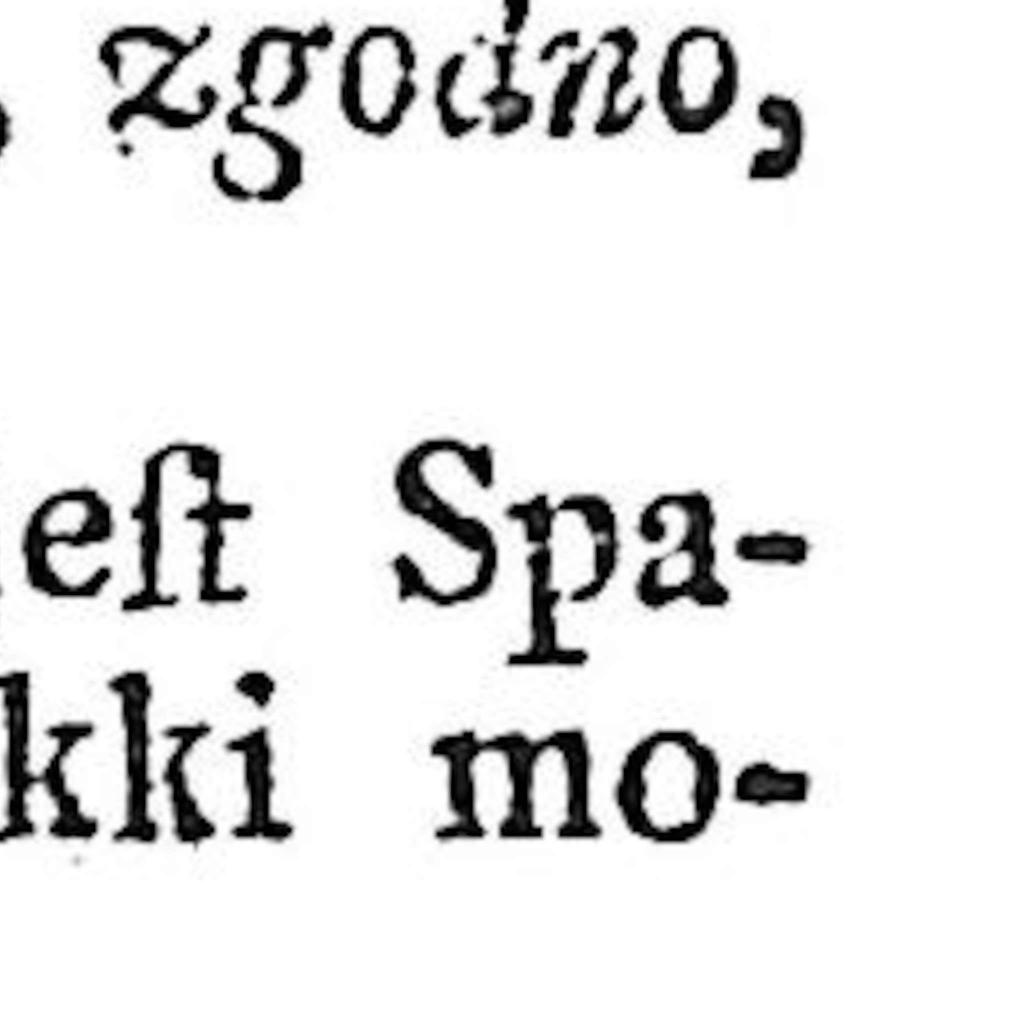 , zgodno,
eſt Spa-
kki mo-